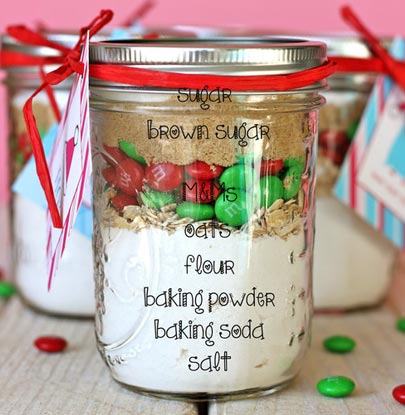 sugar
brown sugar
M&Ms
oats
flour
baking powder
baking soda
salt